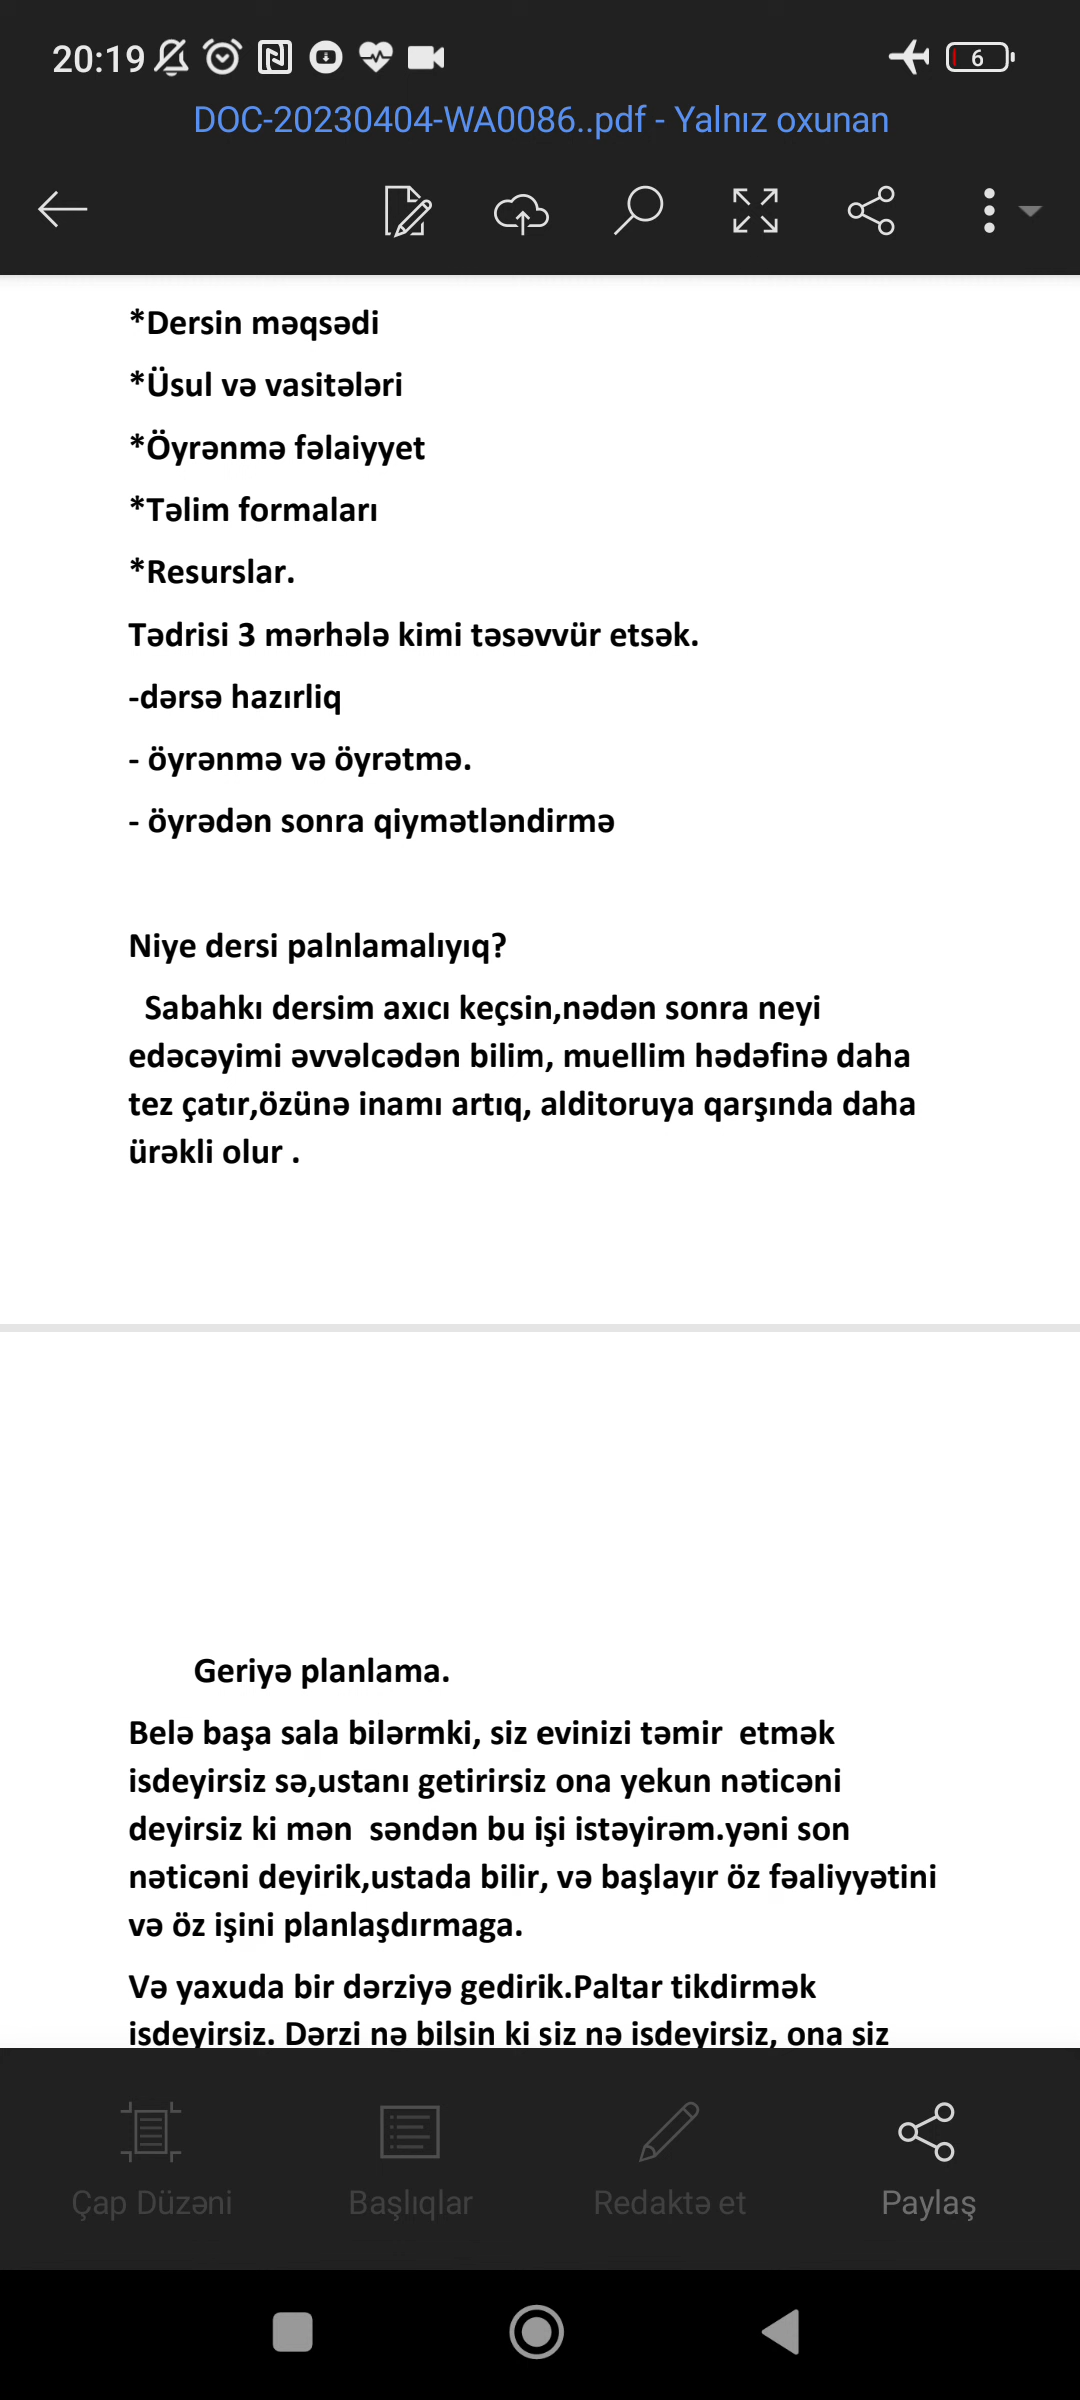 20:19
6
DOC-20230404-WA0086..pdf - Yalnız oxunan
*Dersin məqsədi
*Üsul və vasitələri
*Öyrənmə fəlaiyyet
*Təlim formaları
*Resurslar.
Tədrisi 3 mərhələ kimi təsəvvür etsək.
-dərsə hazırliq
- öyrənmə və öyrətmə.
- öyrədən sonra qiymətləndirmə
Niye dersi palnlamalıyıq?
Sabahkı dersim axıcı keçsin,nədən sonra neyi
edəcəyimi əvvəlcədən bilim, muellim hədəfinə daha
tez çatır,özünə inamı artıq, alditoruya qarşında daha
ürəkli olur .
Geriyə planlama.
Belə başa sala bilərmki, siz evinizi təmir  etmək
isdeyirsiz sə,ustanı getirirsiz ona yekun nəticəni
deyirsiz ki mən  səndən bu işi istəyirəm.yəni son
nəticəni deyirik,ustada bilir, və başlayır öz fəaliyyətini
və öz işini planlaşdırmaga.
Və yaxuda bir dərziyə gedirik.Paltar tikdirmək
isdeyirsiz. Dərzi nə bilsin ki siz nə isdeyirsiz, ona siz
Çap Düzəni
Başlıqlar
Redaktə et
Paylaş